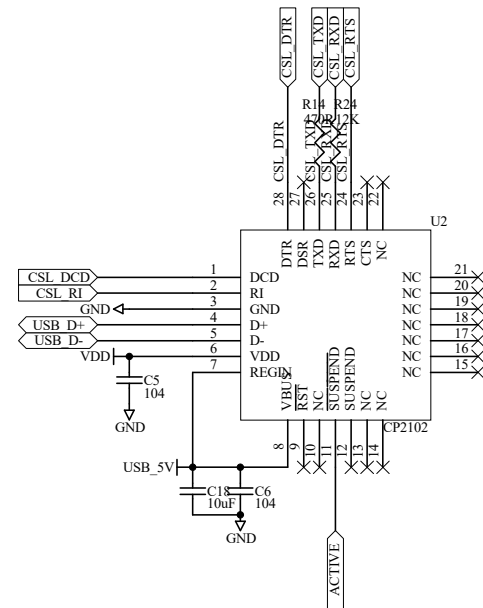 CSL_DTR
CSL_TXD
CSL_RXD
CSL_RTS
R14
R24
470R
12K
CSL_DTR
CSL_TXD
CSL_RXD
CSL_RTS
28
27
26
25
24
23
22
U2
DTR
DSR
TXD
RXD
RTS
CTS
NC
CSL_DCD 1 DCD
CSL_RI 2 RI
GND 3 GND
USB_D+ 4 D+
USB_D- 5 D-
VDD 6 VDD
7 REGIN
NC 21
NC 20
NC 19
NC 18
NC 17
NC 16
NC 15
C5
104
GND
VBUS
RST
NC
SUSPEND
SUSPEND
NC
NC
CP2102
8
9
10
11
12
13
14
USB_5V
C18
10uF
C6
104
GND
ACTIVE